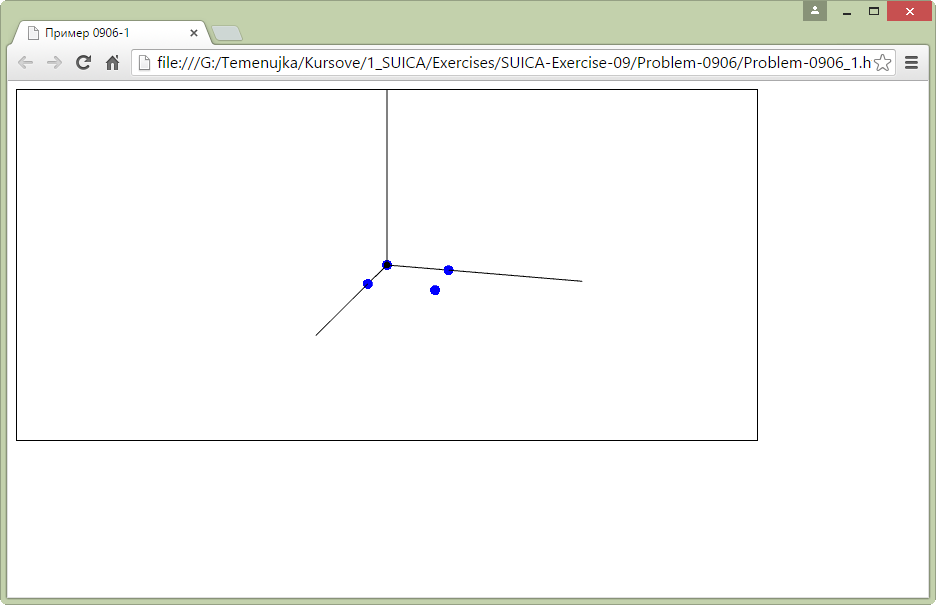 Пример 0906-1
file:///G:/Temenujka/Kursove/1_SUICA/Exercises/SUICA-Exercise-09/Problem-0906/Problem-0906_1.h